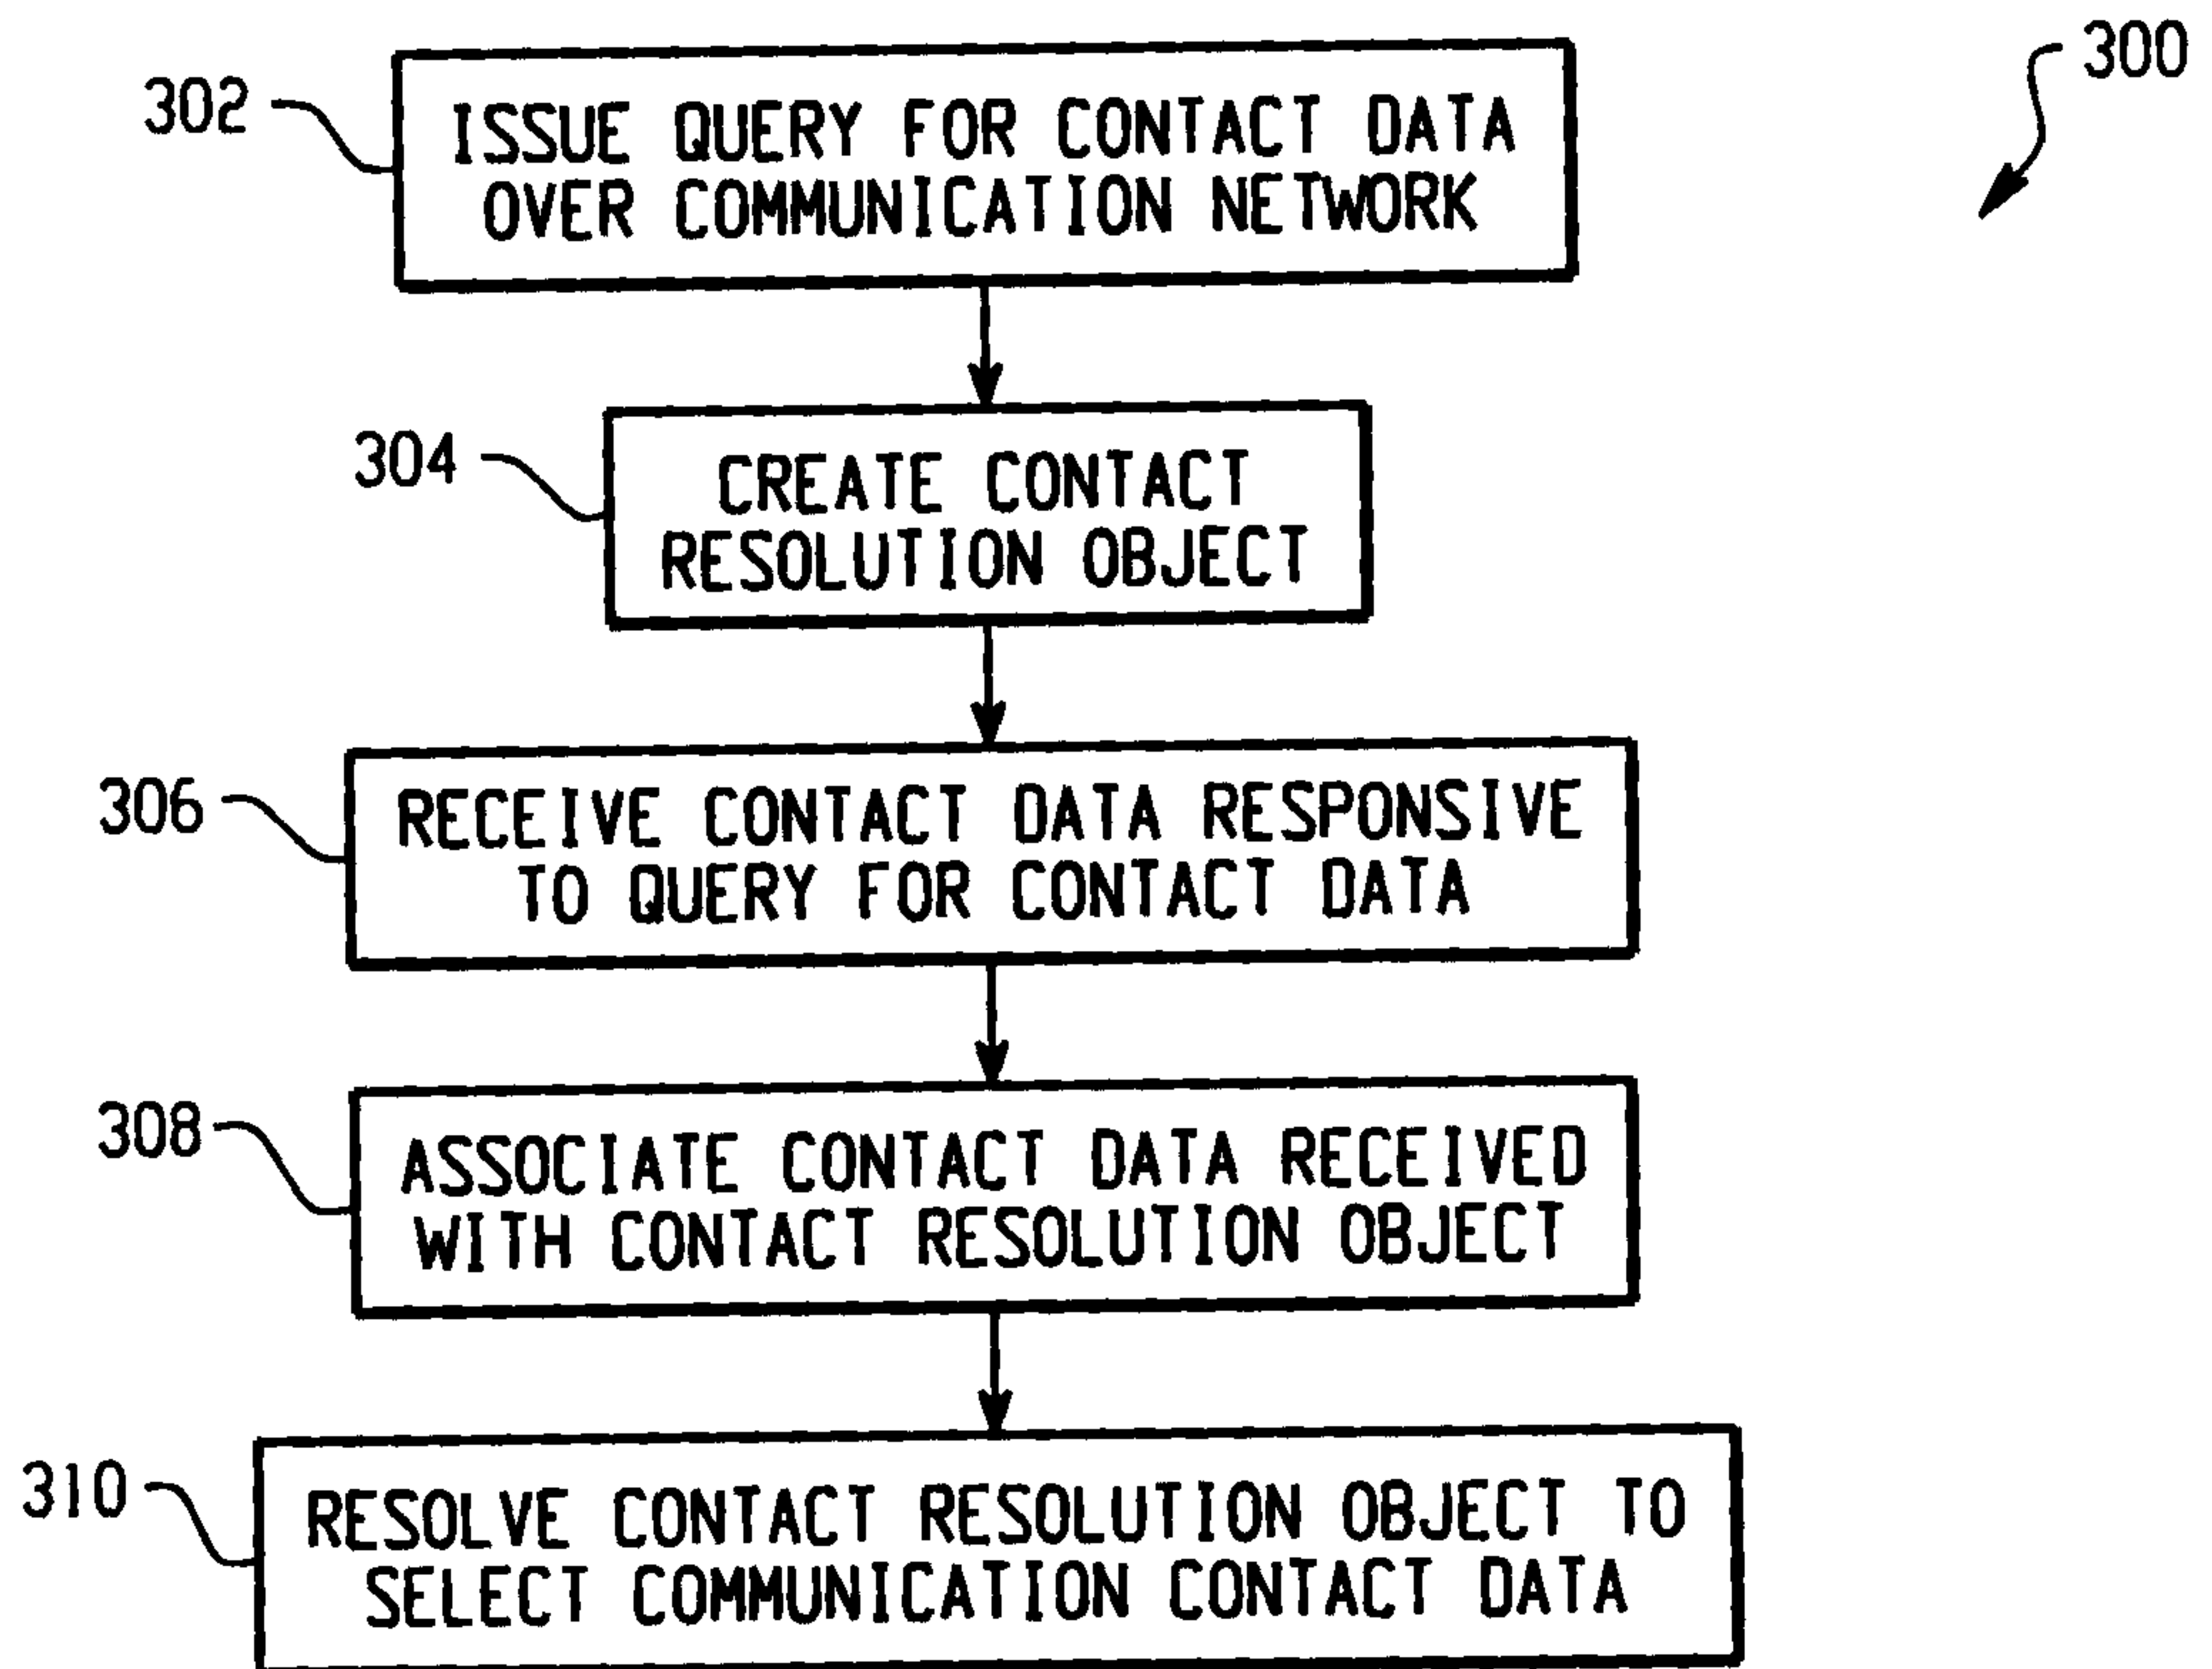 300
302
ISSUE QUERY FOR CONTACT DATA
OVER COMMUNICATION NETWORK
304
CREATE CONTACT
RESOLUTION OBJECT
306
RECEIVE CONTACT DATA RESPONSIVE
TO QUERY FOR CONTACT DATA
308
ASSOCIATE CONTACT DATA RECEIVED
WITH CONTACT RESOLUTION OBJECT
310
RESOLVE CONTACT RESOLUTION OBJECT TO
SELECT COMMUNICATION CONTACT DATA